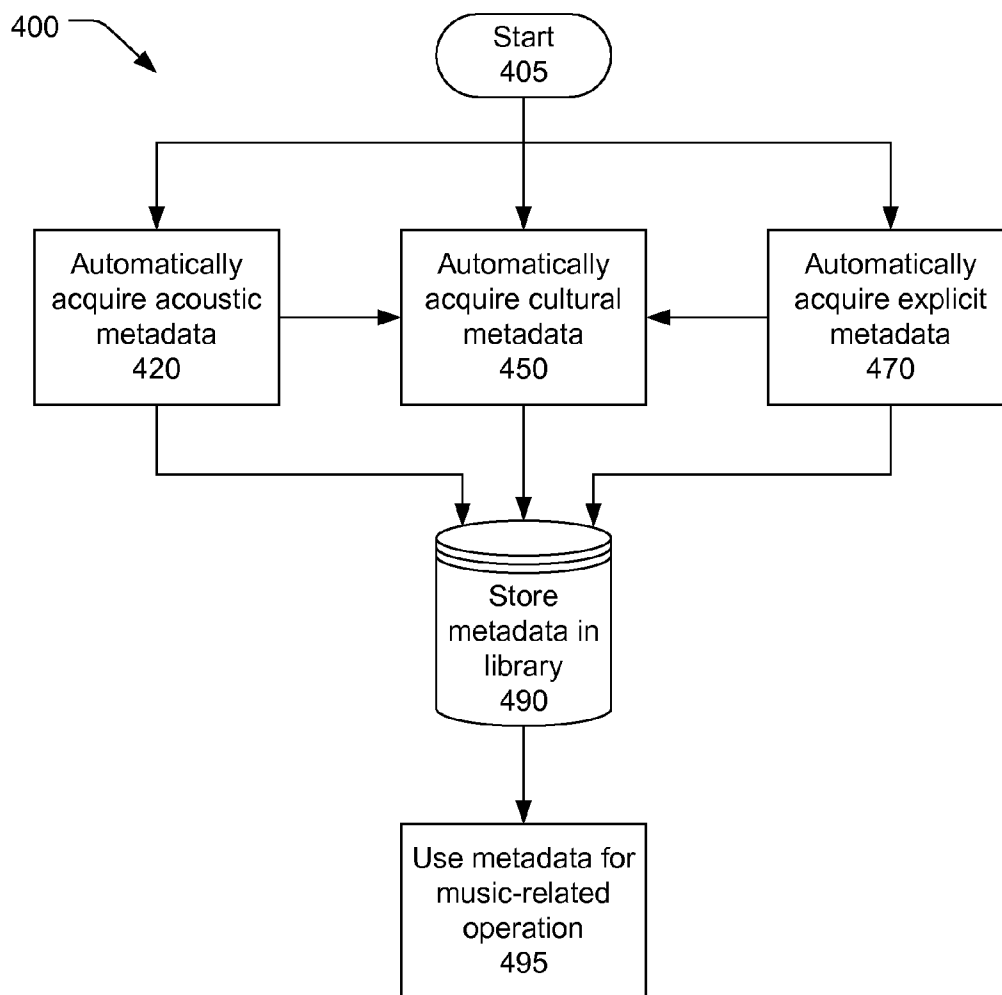 400
Start
405
Automatically
acquire acoustic
metadata
420
Automatically
acquire cultural
metadata
450
Automatically
acquire explicit
metadata
470
Store
metadata in
library
490
Use metadata for
music-related
operation
495